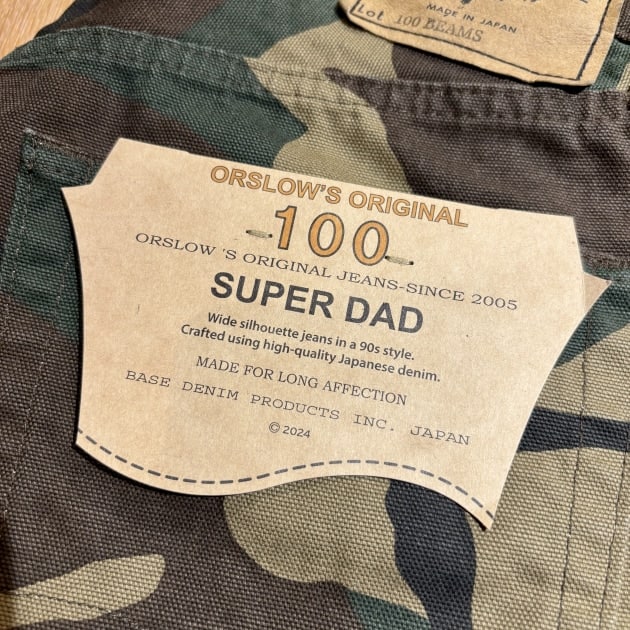 MADE IN JAPAN
Lot 100 BEAMS
ORSLOW'S ORIGINAL
100
ORSLOW 'S ORIGINAL JEANS-SINCE 2005
SUPER DAD
Wide silhouette jeans in a 90s style.
Crafted using high-quality Japanese denim.
MADE FOR LONG AFFECTION
BASE DENIM PRODUCTS INC. JAPAN
© 2024